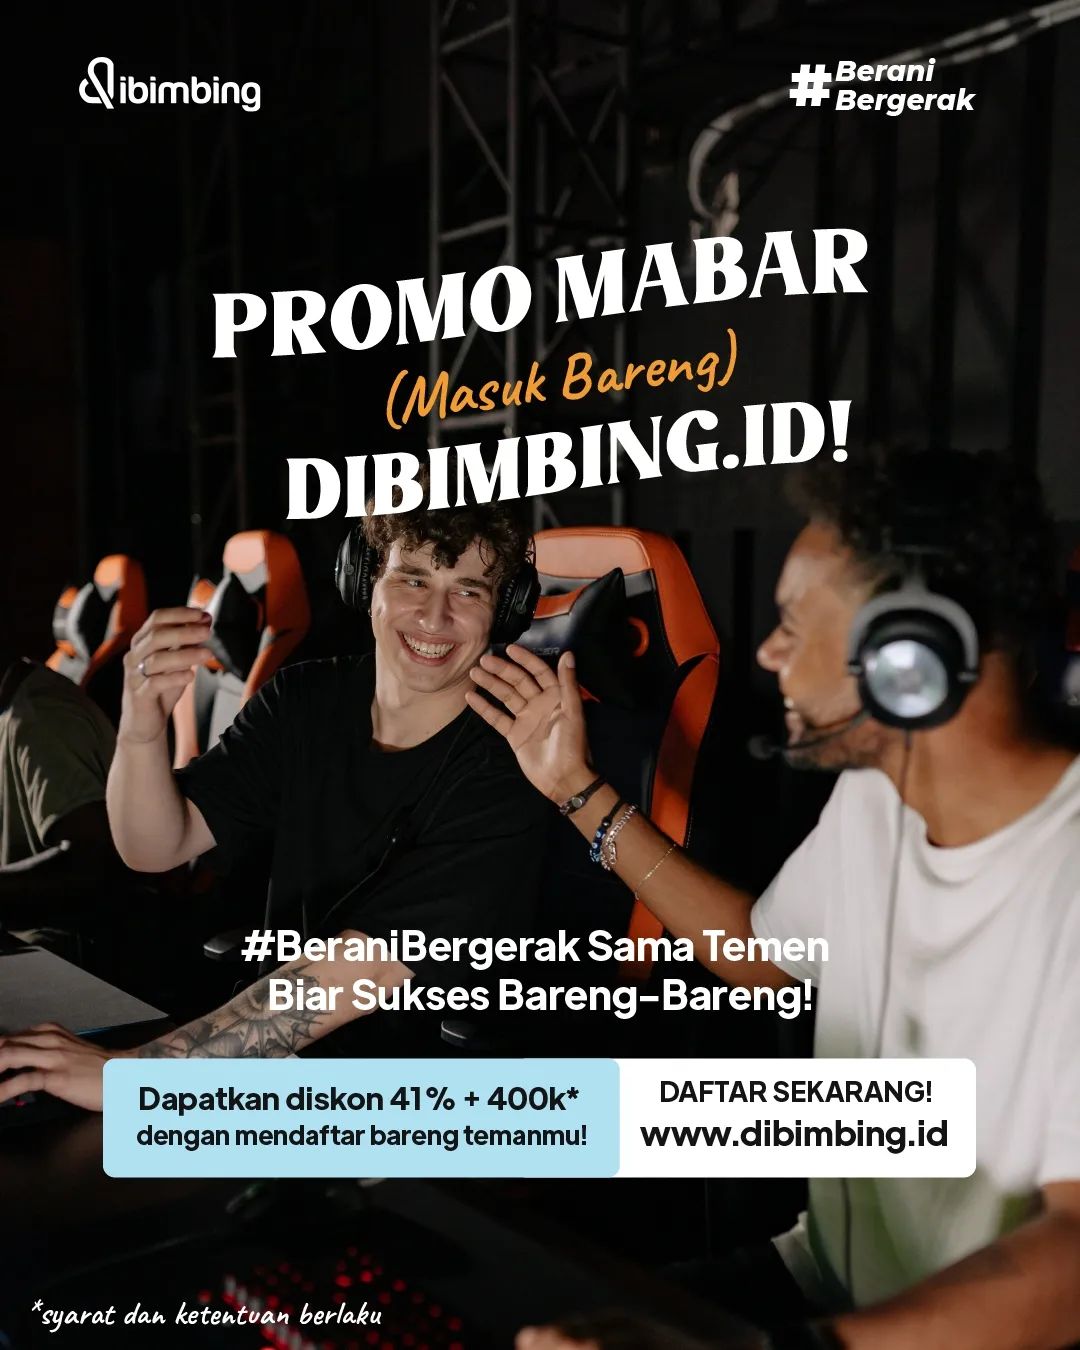 dibimbing
#Berani
Bergerak
PROMO MABAR
(Masuk Bareng)
DIBIMBING.ID!
#BeraniBergerak Sama Temen
Biar Sukses Bareng-Bareng!
Dapatkan diskon 41% + 400k*
dengan mendaftar bareng temanmu!
DAFTAR SEKARANG!
www.dibimbing.id
*syarat dan ketentuan berlaku